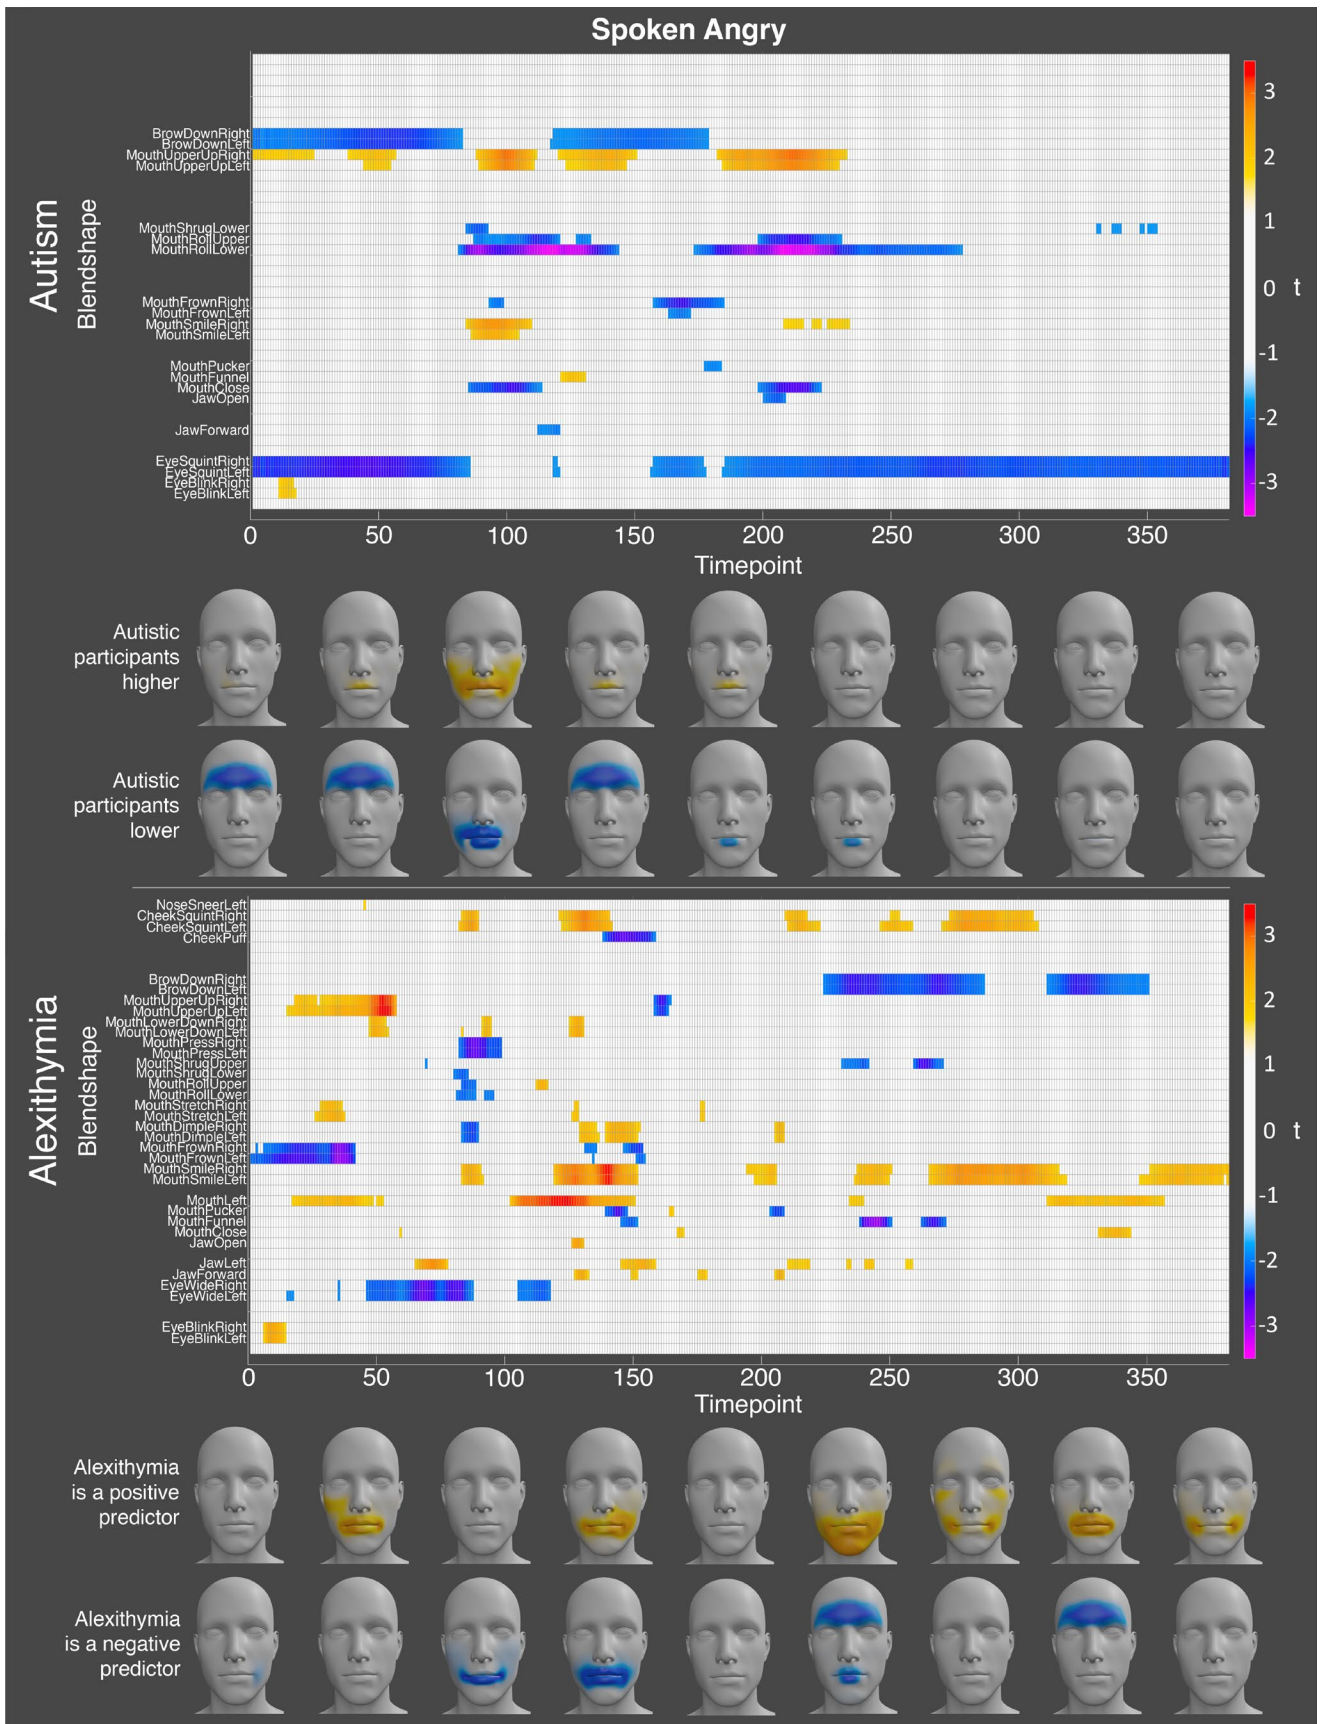 Spoken Angry
Autism
Blendshape
BrowDownRight
BrowDownLeft
MouthUpperUpRight
MouthUpperUpLeft
MouthShrugLower
MouthRollUpper
MouthRollLower
MouthFrownRight
MouthFrownLeft
MouthSmileRight
MouthSmileLeft
MouthPucker
MouthFunnel
MouthClose
JawOpen
JawForward
EyeSquintRight
EyeSquintLeft
EyeBlinkRight
EyeBlinkLeft
0 50 100 150 200 250 300 350
Timepoint
3
2
1
0 t
-1
-2
-3
Autistic
participants
higher
Autistic
participants
lower
Alexithymia
Blendshape
NoseSneerLeft
CheekSquintRight
CheekSquintLeft
CheekPuff
BrowDownRight
BrowDownLeft
MouthUpperUpRight
MouthUpperUpLeft
MouthLowerDownRight
MouthLowerDownLeft
MouthPressRight
MouthPressLeft
MouthShrugUpper
MouthShrugLower
MouthRollUpper
MouthRollLower
MouthStretchRight
MouthStretchLeft
MouthDimpleRight
MouthDimpleLeft
MouthFrownRight
MouthFrownLeft
MouthSmileRight
MouthSmileLeft
MouthLeft
MouthPucker
MouthFunnel
MouthClose
JawOpen
JawLeft
JawForward
EyeWideRight
EyeWideLeft
EyeBlinkRight
EyeBlinkLeft
0 50 100 150 200 250 300 350
Timepoint
3
2
1
0 t
-1
-2
-3
Alexithymia
is a positive
predictor
Alexithymia
is a negative
predictor